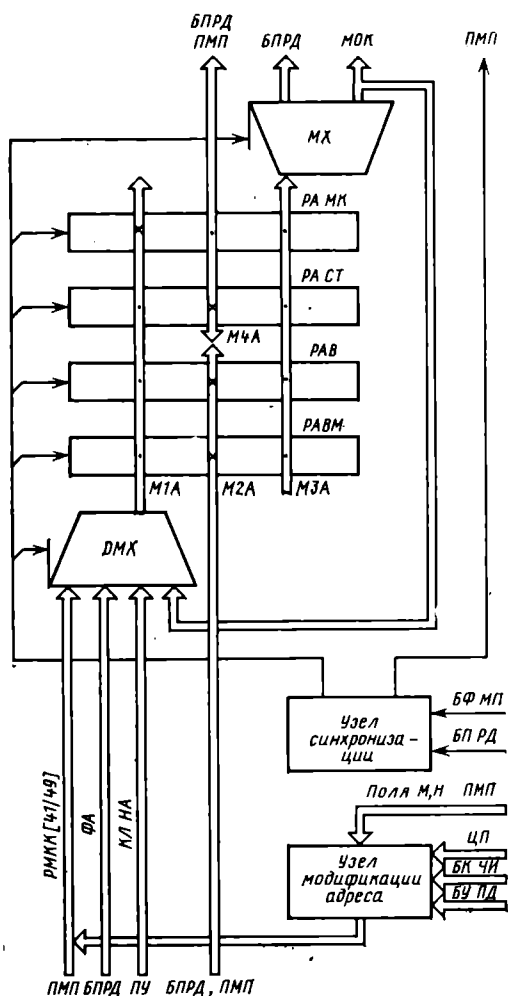 БПРД
ПМП
БПРД
МОК
ПМП
МХ
РА МК
РА СТ
М4А
РАВ
РАВМ
М1А
М2А
М3А
DMX
РМКК[41/49]
ФА
КЛ НА
Узел
синхрониза-
ции
БФ МП
БП РД
Поля М,Н ПМП
Узел
модификации
адреса
ЦП
БК ЧИ
БУ ПД
ПМП БПРД ПУ БПРД, ПМП